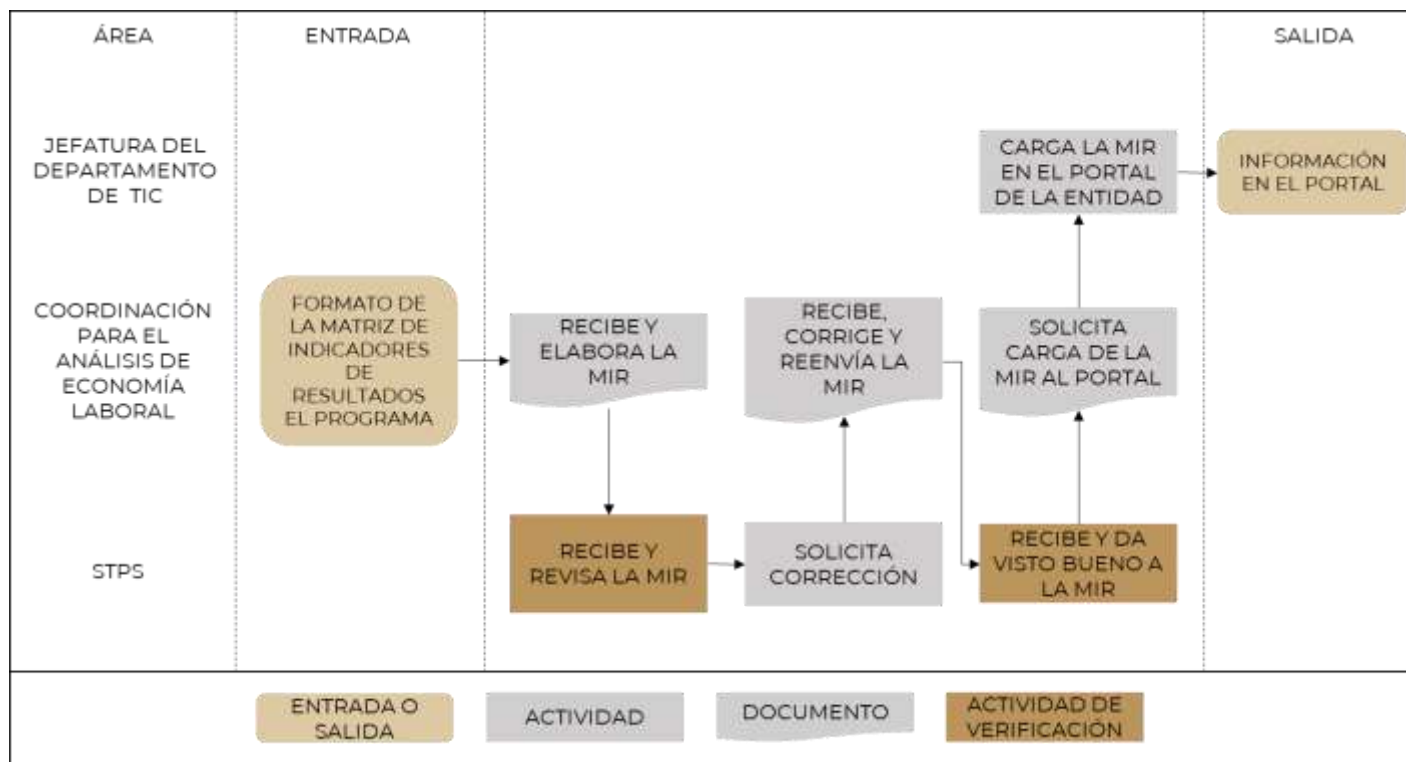 ÁREA
ENTRADA
SALIDA
JEFATURA DEL
DEPARTAMENTO
DE TIC
CARGA LA MIR
EN EL PORTAL
DE LA ENTIDAD
INFORMACIÓN
EN EL PORTAL
COORDINACIÓN
PARA EL
ANÁLISIS DE
ECONOMÍA
LABORAL
FORMATO DE
LA MATRIZ DE
INDICADORES
DE
RESULTADOS
EL PROGRAMA
RECIBE Y
ELABORA LA
MIR
RECIBE,
CORRIGE Y
REENVÍA LA
MIR
SOLICITA
CARGA DE LA
MIR AL PORTAL
STPS
RECIBE Y
REVISA LA MIR
SOLICITA
CORRECCIÓN
RECIBE Y DA
VISTO BUENO A
LA MIR
ENTRADA O
SALIDA
ACTIVIDAD
DOCUMENTO
ACTIVIDAD DE
VERIFICACIÓN